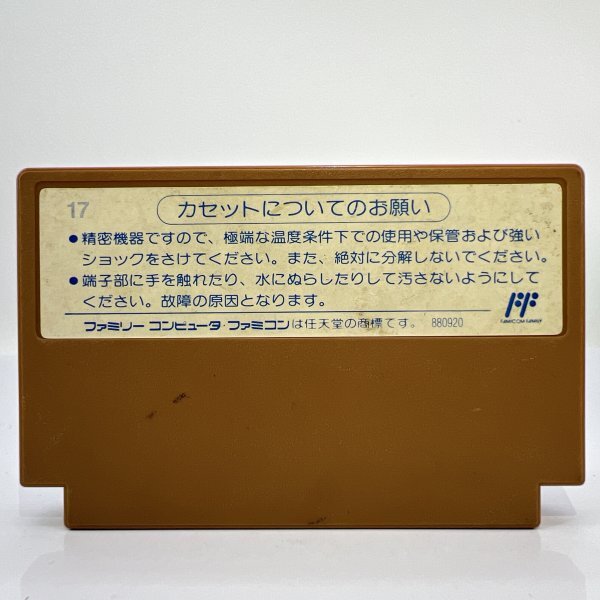 17
カセットについてのお願い
●精密機器ですので、極端な温度条件下での使用や保管および強い
ショックをさけてください。また、絶対に分解しないでください。
●端子部に手を触れたり、水にぬらしたりして汚さないようにして
ください。故障の原因となります。
FAMICOM FAMILY
ファミリー コンピュータ・ファミコンは任天堂の商標です。 880920